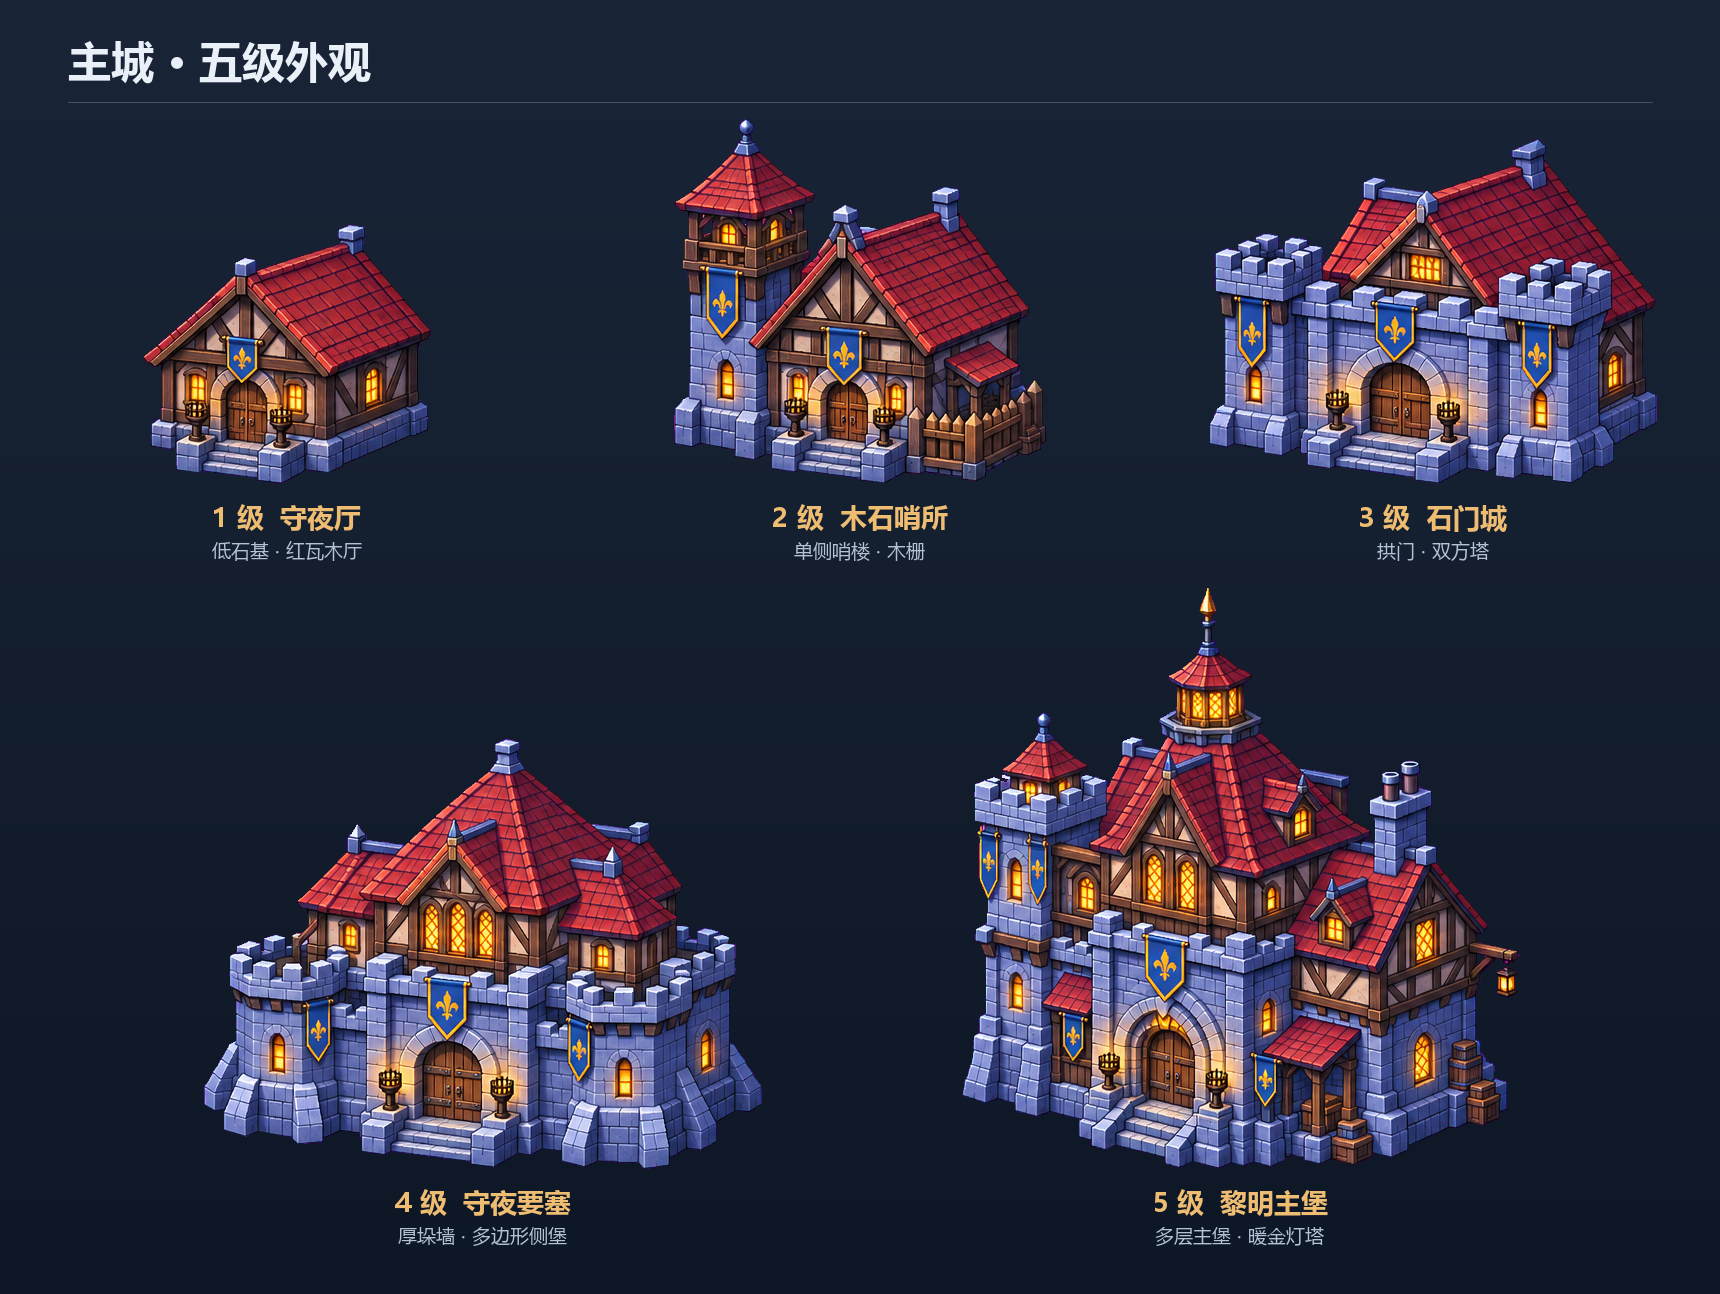 主城·五级外观
1 级 守夜厅
低石基 · 红瓦木厅
2 级 木石哨所
单侧哨楼 · 木栅
3 级 石门城
拱门 · 双方塔
4 级 守夜要塞
厚垛墙 · 多边形侧堡
5 级 黎明主堡
多层主堡 · 暖金灯塔